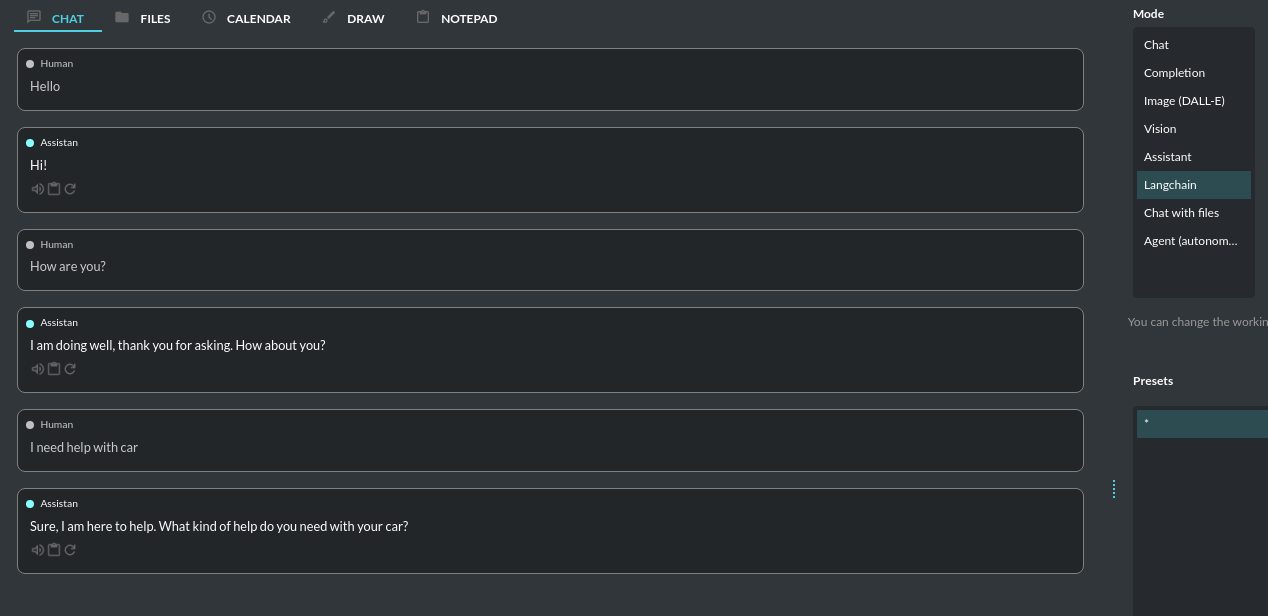 CHAT FILES CALENDAR DRAW NOTEPAD
Human
Hello
Assistan
Hi!
Human
How are you?
Assistan
I am doing well, thank you for asking. How about you?
Human
I need help with car
Assistan
Sure, I am here to help. What kind of help do you need with your car?
Mode
Chat
Completion
Image (DALL-E)
Vision
Assistant
Langchain
Chat with files
Agent (autonom...
You can change the workin
Presets
*